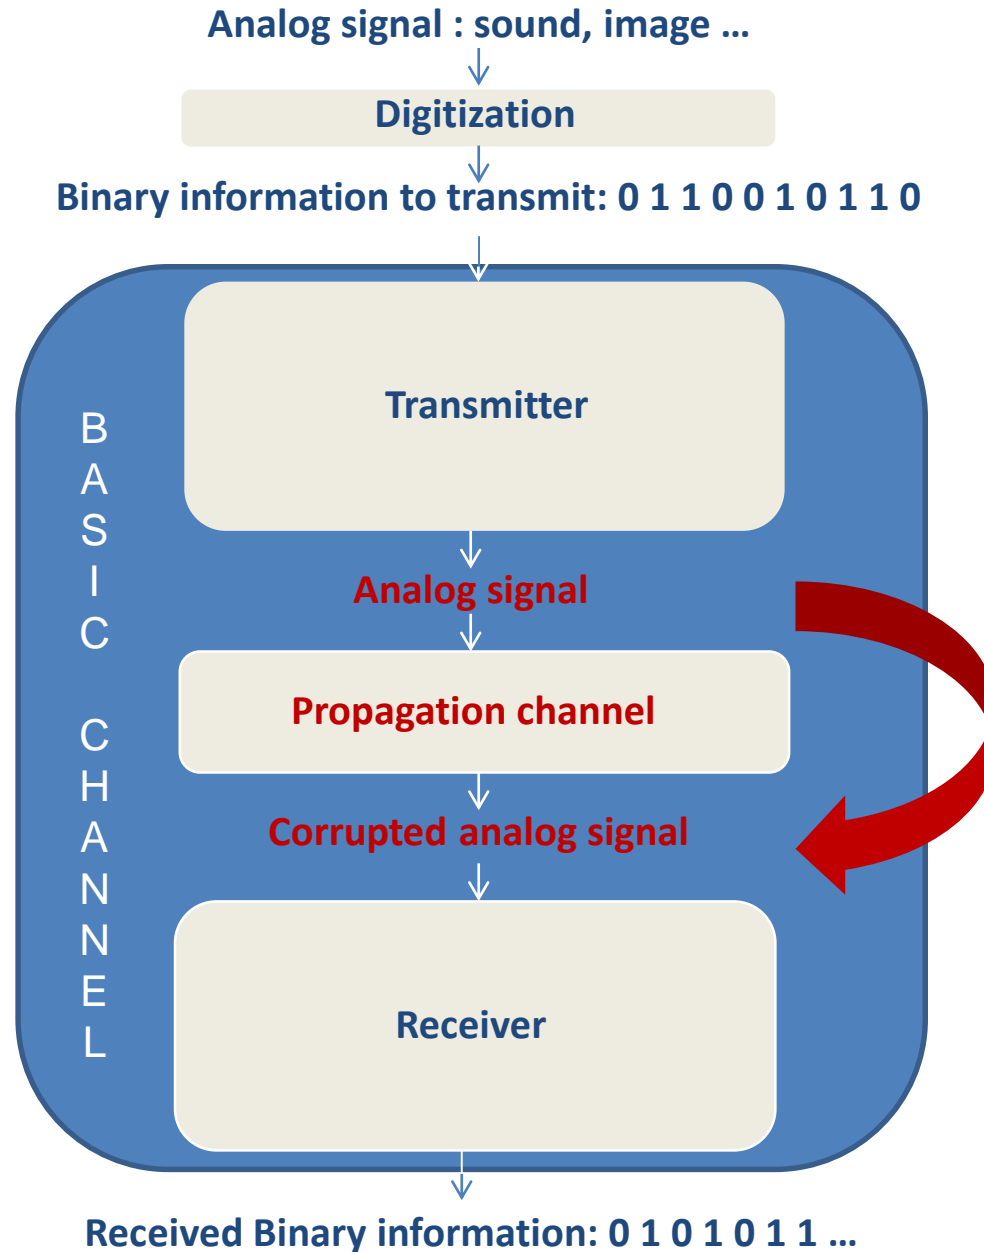 Analog signal : sound, image ...
Digitization
Binary information to transmit: 0 1 1 0 0 1 0 1 1 0
Transmitter
BASIC CHANNEL
Analog signal
Propagation channel
Corrupted analog signal
Receiver
Received Binary information: 0 1 0 1 0 1 1 ...